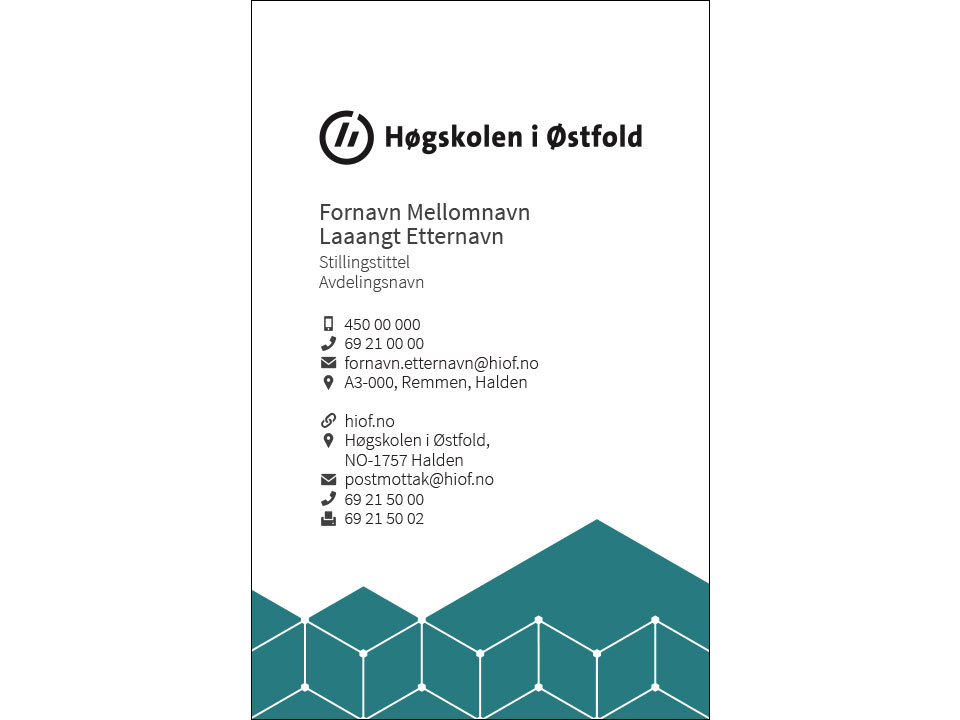 Høgskolen i Østfold
Fornavn Mellomnavn
Laaangt Etternavn
Stillingstittel
Avdelingsnavn
450 00 000
69 21 00 00
fornavn.etternavn@hiof.no
A3-000, Remmen, Halden
hiof.no
Høgskolen i Østfold,
NO-1757 Halden
postmottak@hiof.no
69 21 50 00
69 21 50 02